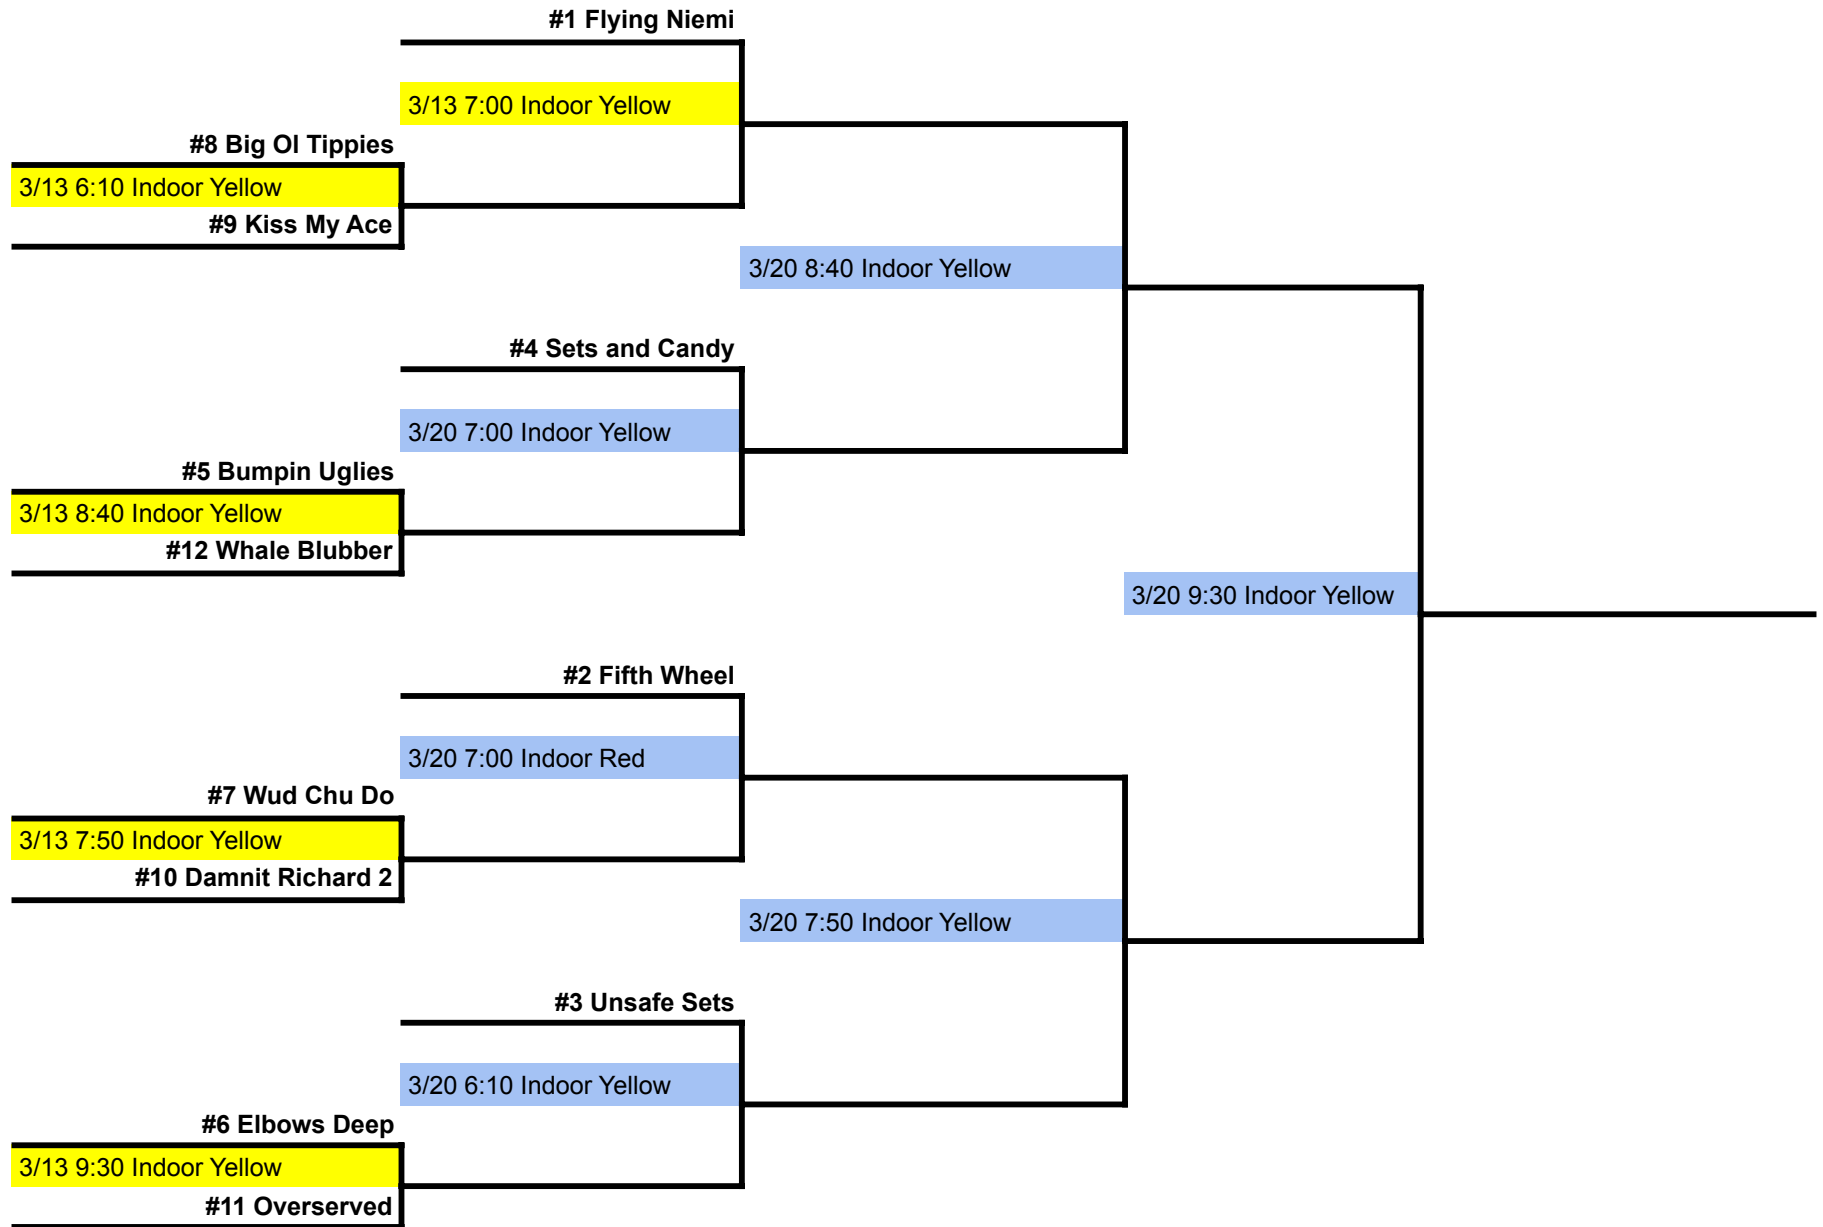 #1 Flying Niemi
3/13 7:00 Indoor Yellow
#8 Big Ol Tippies
3/13 6:10 Indoor Yellow
#9 Kiss My Ace
3/20 8:40 Indoor Yellow
#4 Sets and Candy
3/20 7:00 Indoor Yellow
#5 Bumpin Uglies
3/13 8:40 Indoor Yellow
#12 Whale Blubber
3/20 9:30 Indoor Yellow
#2 Fifth Wheel
3/20 7:00 Indoor Red
#7 Wud Chu Do
3/13 7:50 Indoor Yellow
#10 Damnit Richard 2
3/20 7:50 Indoor Yellow
#3 Unsafe Sets
3/20 6:10 Indoor Yellow
#6 Elbows Deep
3/13 9:30 Indoor Yellow
#11 Overserved